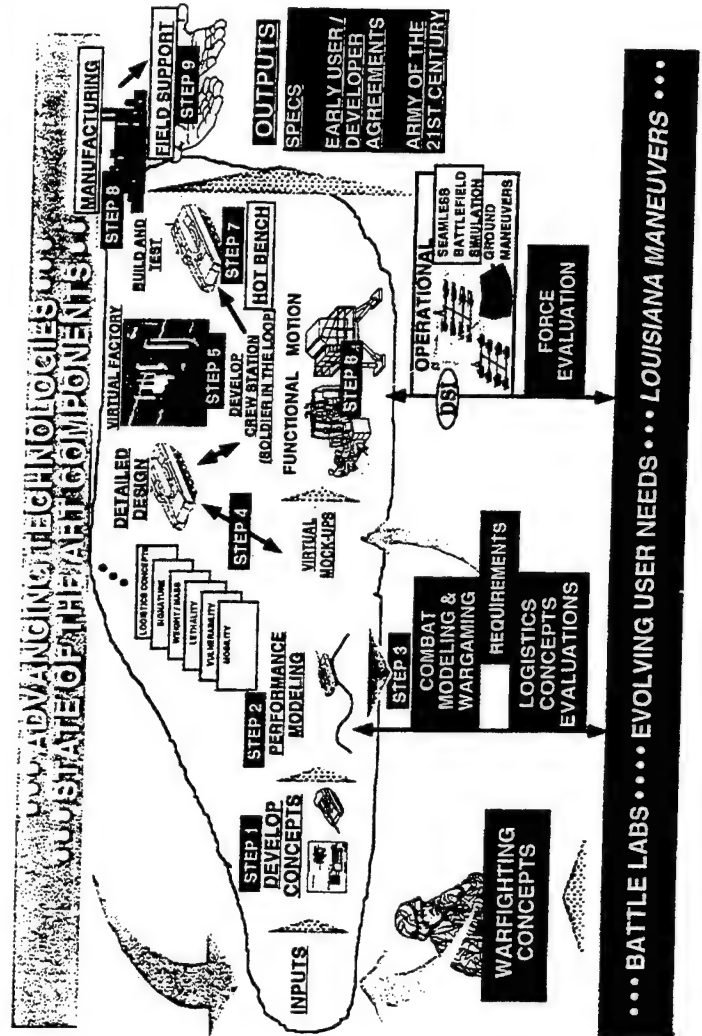 ADVANCING TECHNOLOGIES
STATE OF THE ART COMPONENTS
INPUTS
STEP 1
DEVELOP
CONCEPTS
STEP 2
PERFORMANCE
MODELING
LOGISTICS CONCEPTS
SIGNATURE
WEIGHT/MASS
LETHALITY
VULNERABILITY
MOBILITY
DETAILED
DESIGN
STEP 4
VIRTUAL
MOCK-UPS
VIRTUAL FACTORY
STEP 5
DEVELOP
CREW STATION
(SOLDIER IN THE LOOP)
FUNCTIONAL MOTION
STEP 6
BUILD AND
TEST
STEP 7
HOT BENCH
STEP 8
MANUFACTURING
FIELD SUPPORT
STEP 9
OUTPUTS
SPECS
EARLY USER/
DEVELOPER
AGREEMENTS
ARMY OF THE
21ST CENTURY
WARFIGHTING
CONCEPTS
STEP 3
COMBAT
MODELING &
WARGAMING
REQUIREMENTS
LOGISTICS
CONCEPTS
EVALUATIONS
DSI
OPERATIONAL
SEAMLESS
BATTLEFIELD
SIMULATION
GROUND
MANEUVERS
FORCE
EVALUATION
••• BATTLE LABS •••• EVOLVING USER NEEDS ••• LOUISIANA MANEUVERS •••